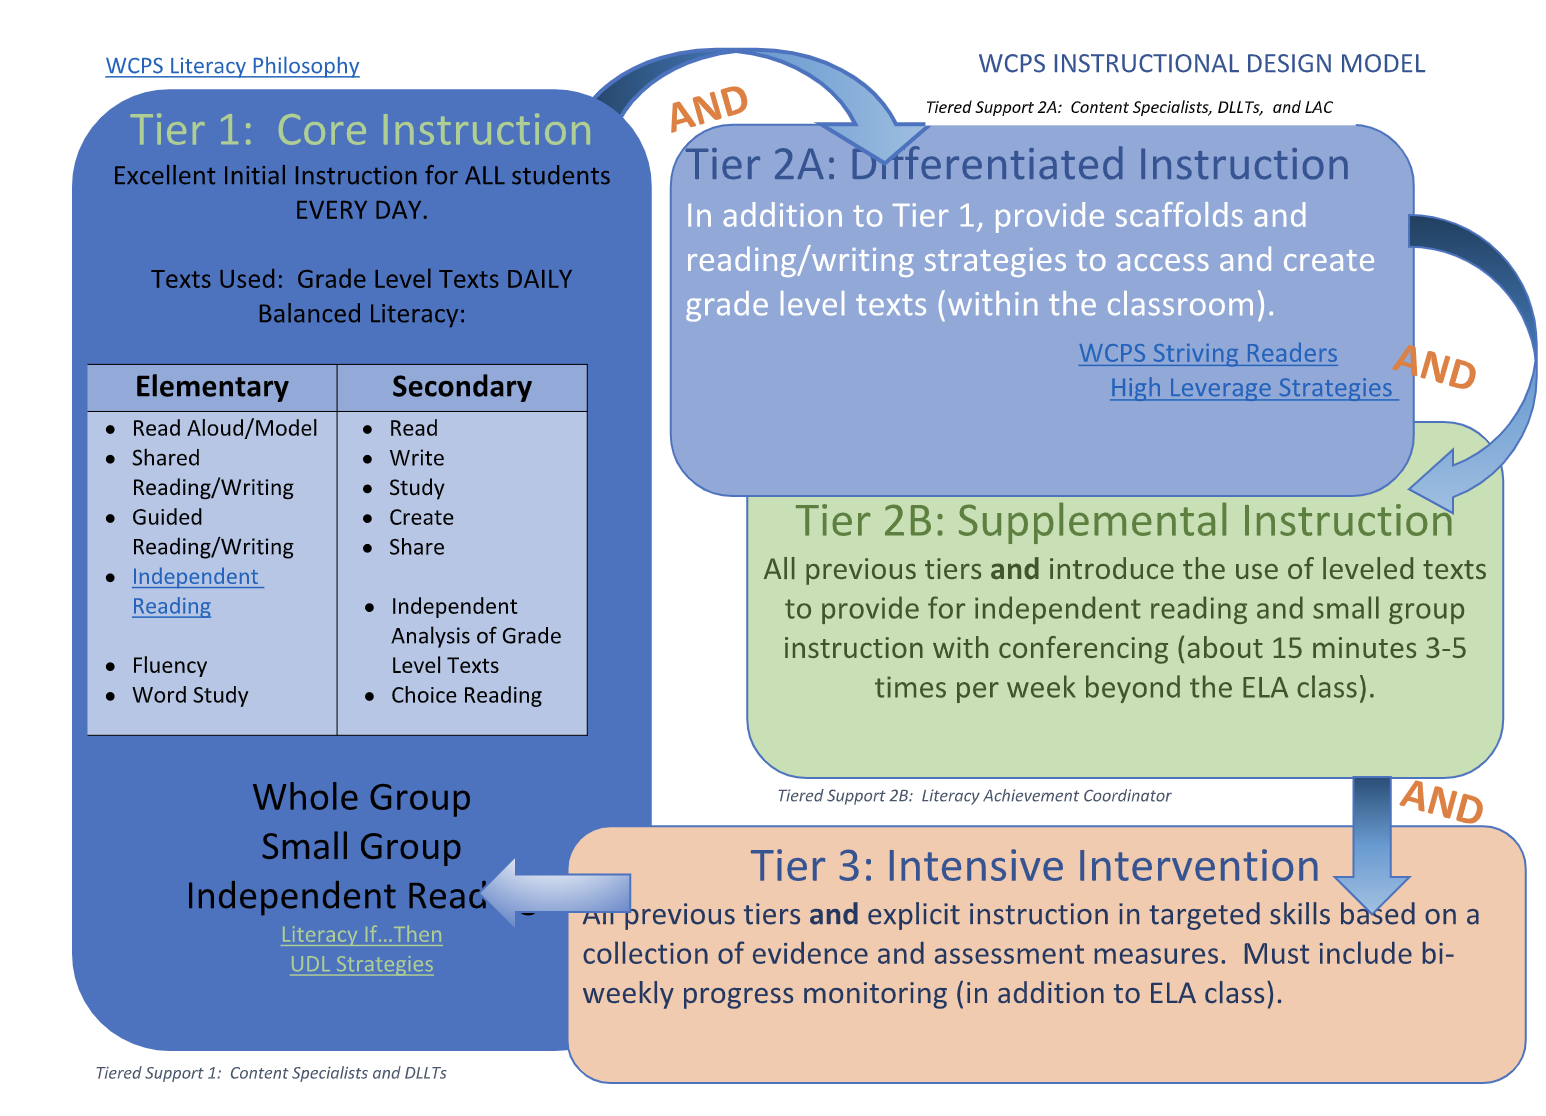 WCPS Literacy Philosophy
WCPS INSTRUCTIONAL DESIGN MODEL
Tier 1:  Core Instruction
Excellent Initial Instruction for ALL students
EVERY DAY.
Texts Used:  Grade Level Texts DAILY
Balanced Literacy:
Elementary
• Read Aloud/Model
• Shared
Reading/Writing
• Guided
Reading/Writing
• Independent
Reading
• Fluency
• Word Study
Secondary
• Read
• Write
• Study
• Create
• Share
• Independent
Analysis of Grade
Level Texts
• Choice Reading
Whole Group
Small Group
Independent Reading
Literacy If...Then
UDL Strategies
Tiered Support 1:  Content Specialists and DLLTs
AND
Tiered Support 2A:  Content Specialists, DLLTs,  and LAC
Tier 2A: Differentiated Instruction
In addition to Tier 1, provide scaffolds and
reading/writing strategies to access and create
grade level texts (within the classroom).
WCPS Striving Readers
High Leverage Strategies
AND
Tier 2B: Supplemental Instruction
All previous tiers and introduce the use of leveled texts
to provide for independent reading and small group
instruction with conferencing (about 15 minutes 3-5
times per week beyond the ELA class).
Tiered Support 2B:  Literacy Achievement Coordinator
AND
Tier 3: Intensive Intervention
All previous tiers and explicit instruction in targeted skills based on a
collection of evidence and assessment measures.  Must include bi-
weekly progress monitoring (in addition to ELA class).